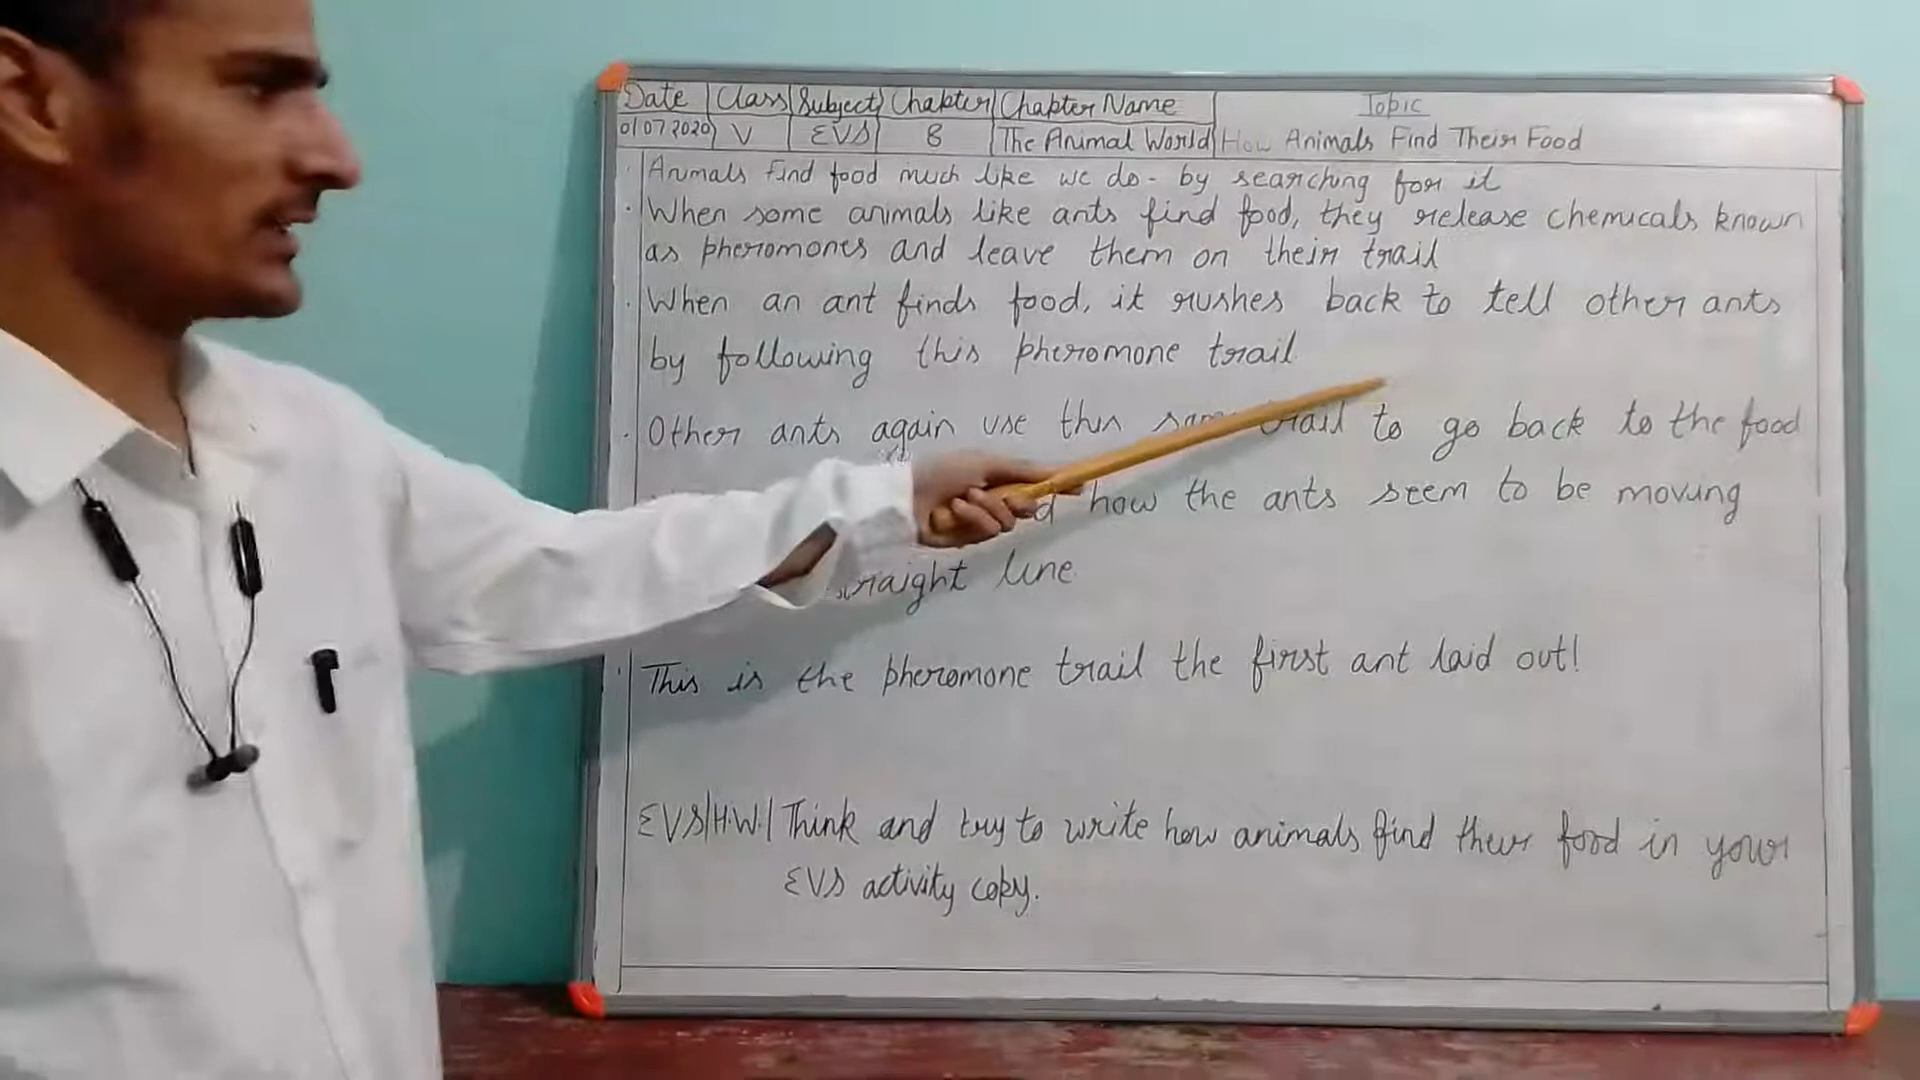 Date Class Subject Chapter Chapter Name Topic
01 07 2020 V EVS 8 The Animal World How Animals Find Their Food
· Animals find food much like we do - by searching for it
· When some animals like ants find food, they release chemicals known
as pheromones and leave them on their trail
· When an ant finds food, it rushes back to tell other ants
by following this pheromone trail
· Other ants again use this same trail to go back to the food
how the ants seem to be moving
straight line.
· This is the pheromone trail the first ant laid out!
EVS|H.W.| Think and try to write how animals find their food in your
EVS activity copy.